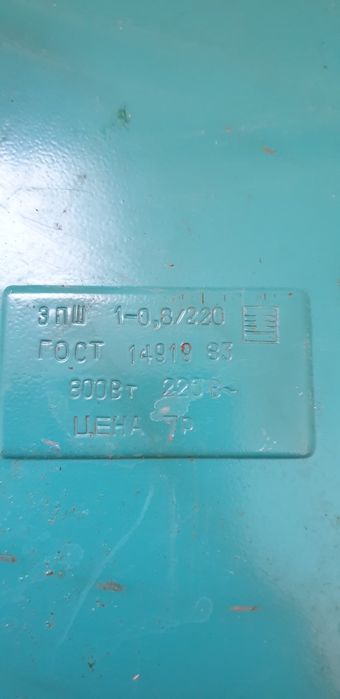 ЭПШ 1-0,8/220
ГОСТ 14919 83
800Вт 220В~
ЦЕНА 7Р